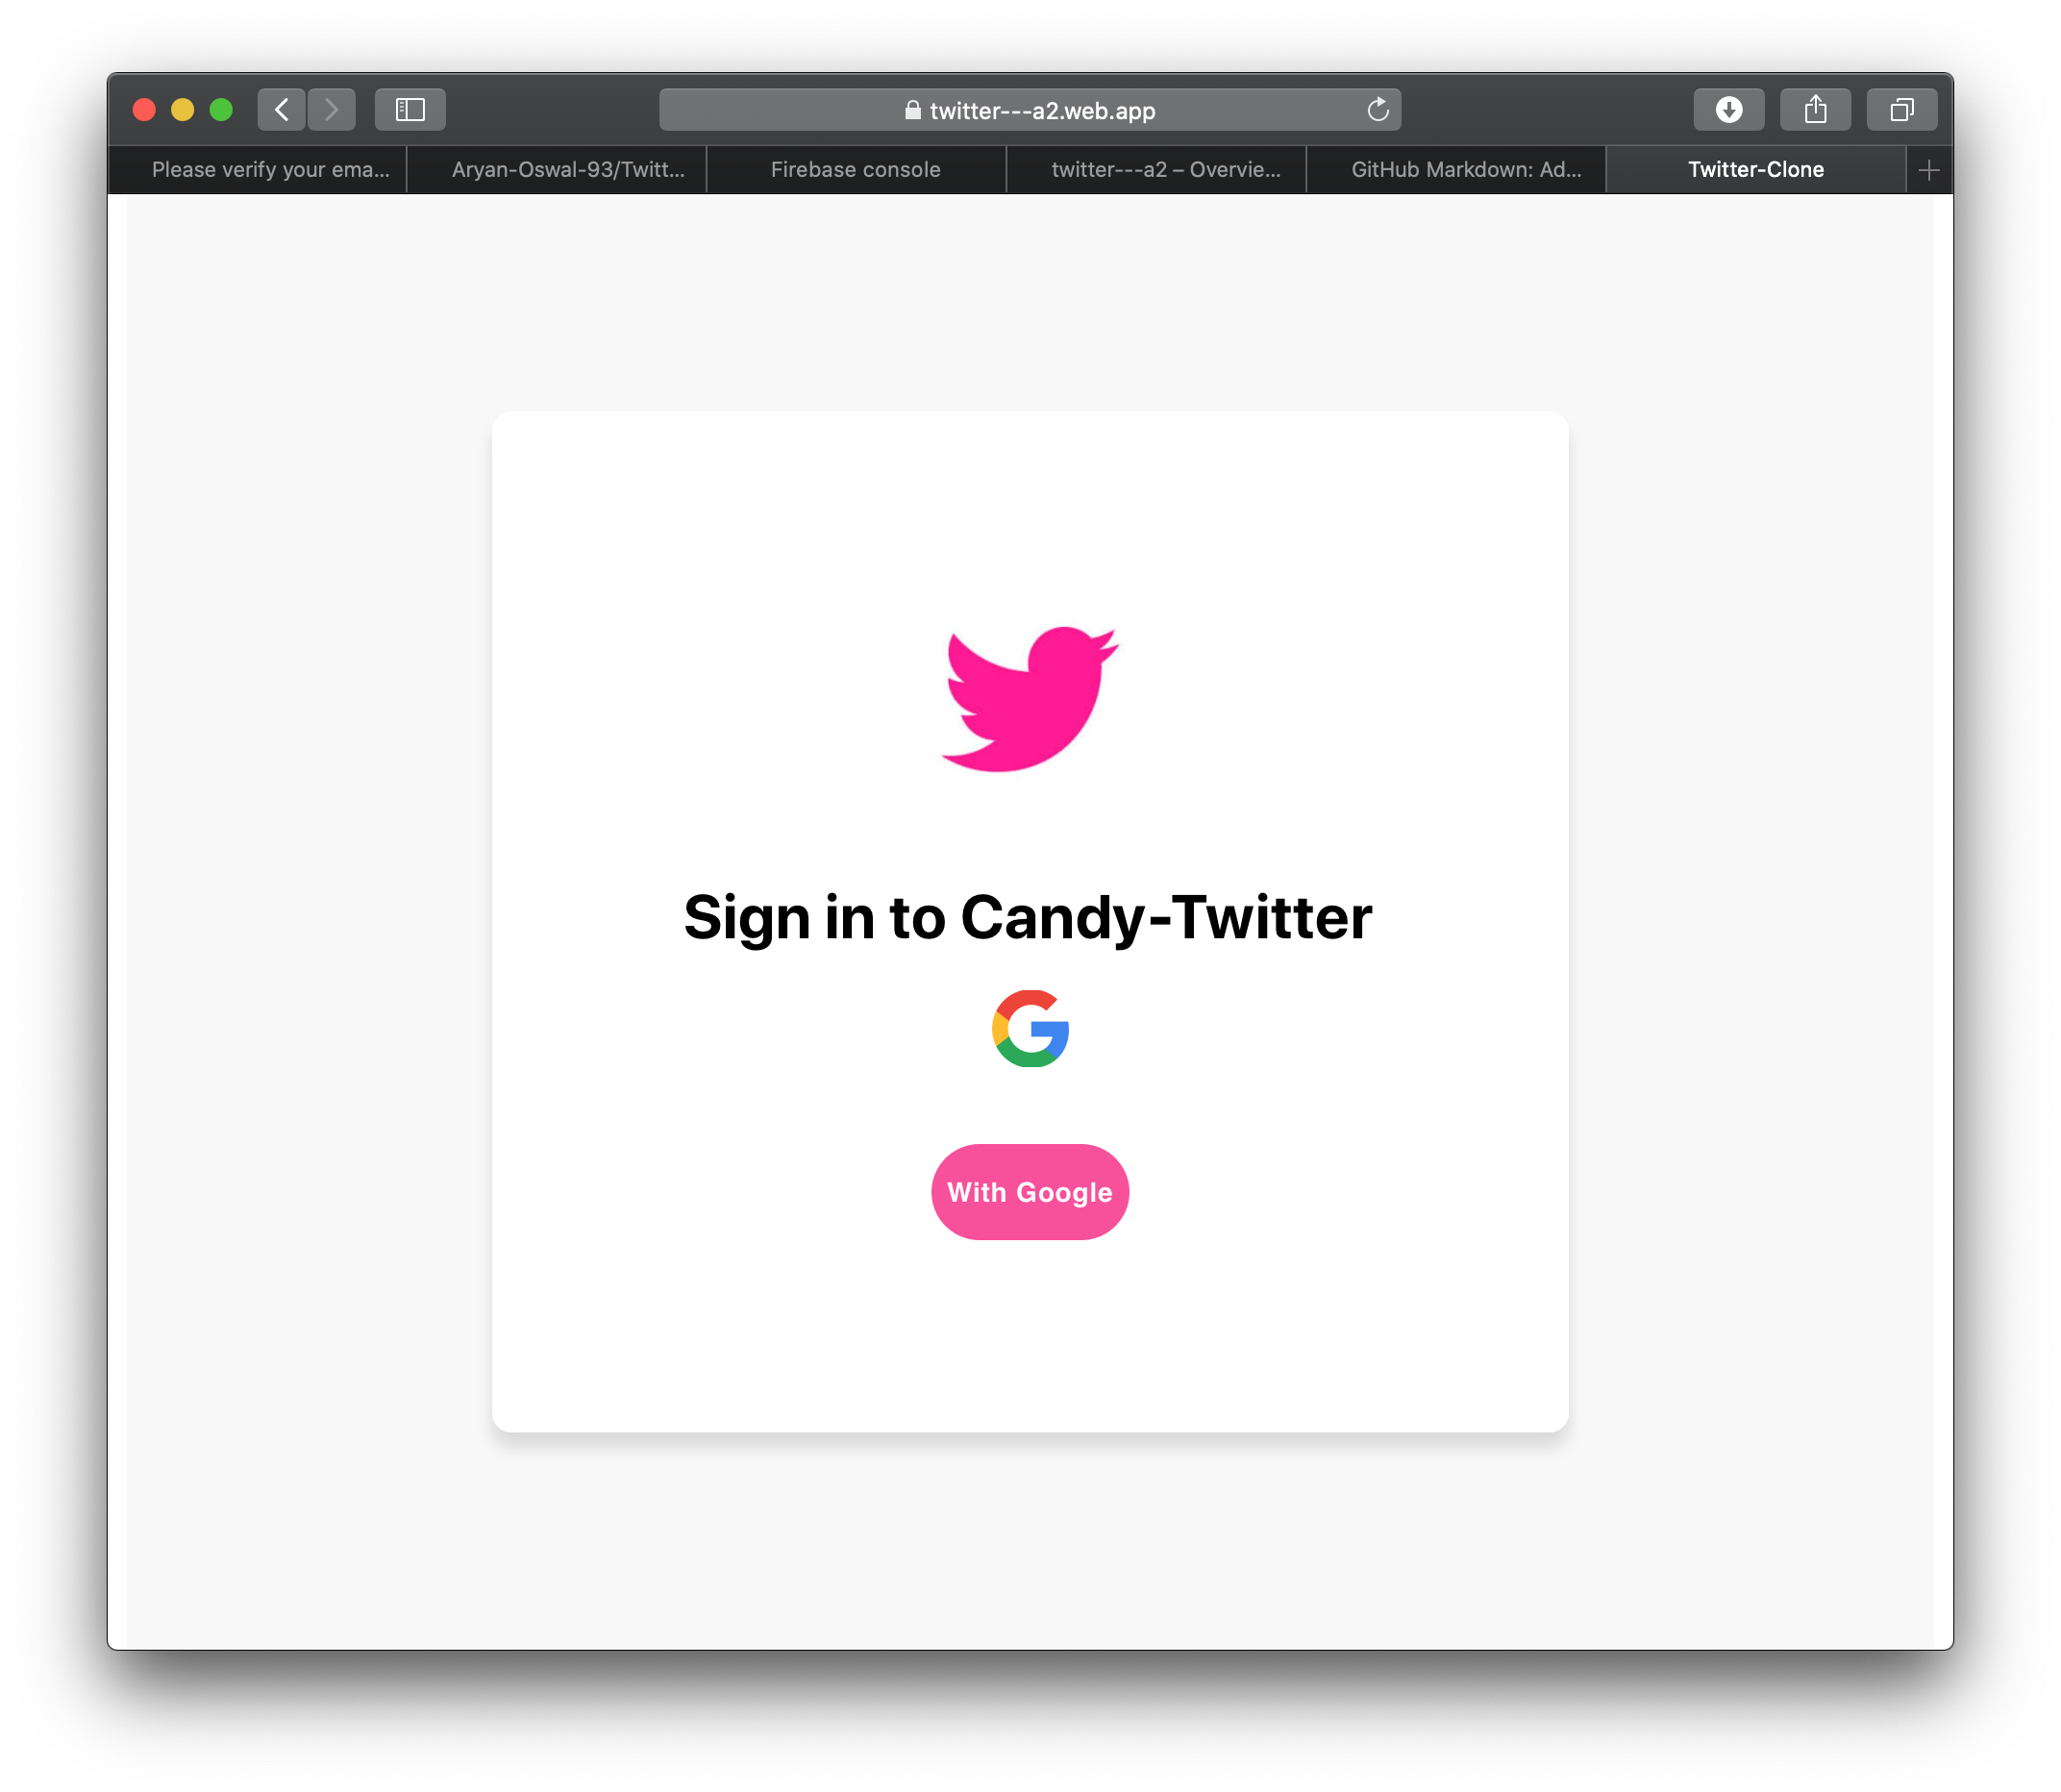 twitter---a2.web.app
Please verify your ema...
Aryan-Oswal-93/Twitt...
Firebase console
twitter---a2 – Overvie...
GitHub Markdown: Ad...
Twitter-Clone
Sign in to Candy-Twitter
With Google